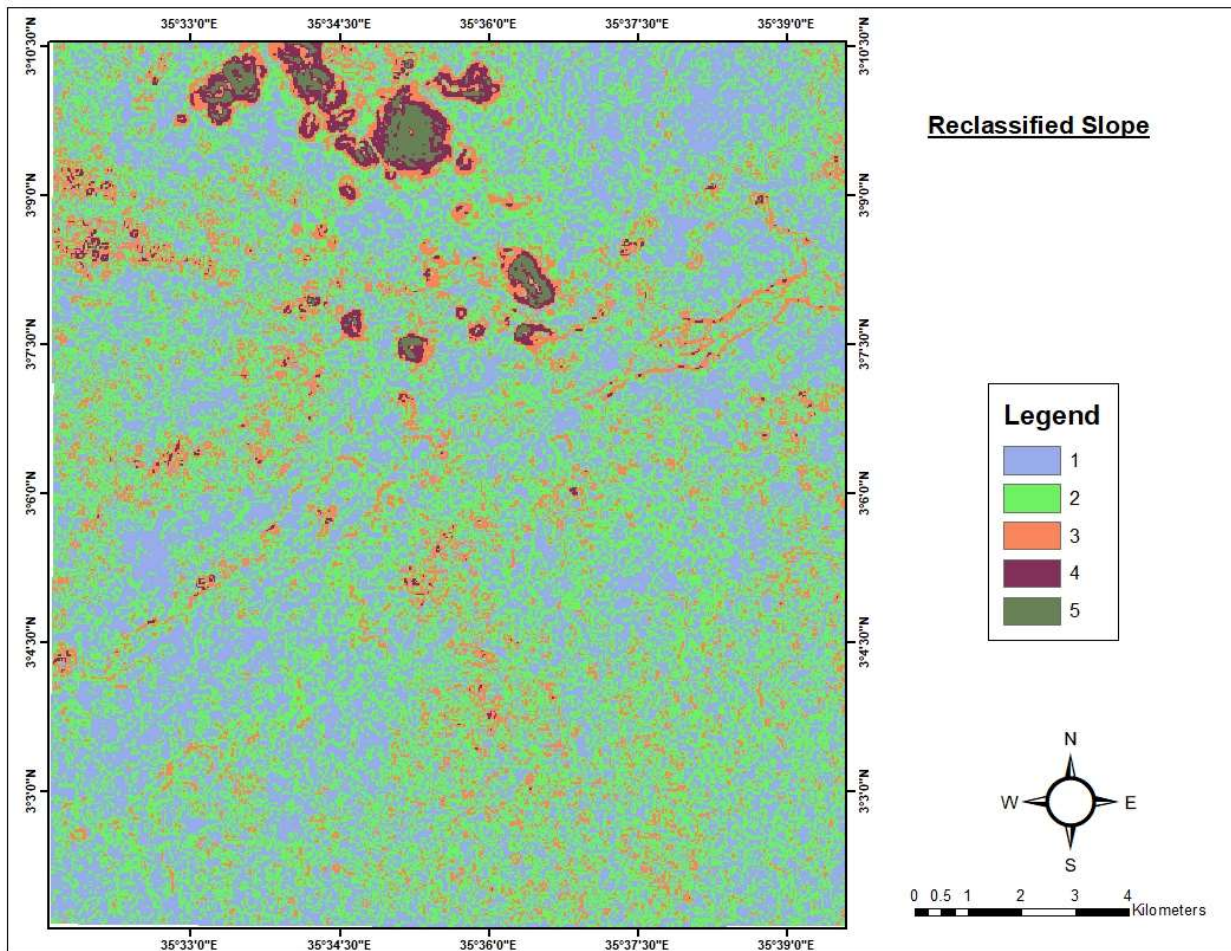 35°33'0"E 35°34'30"E 35°36'0"E 35°37'30"E 35°39'0"E
3°10'30"N 3°10'30"N
Reclassified Slope
3°9'0"N 3°9'0"N
3°7'30"N 3°7'30"N
Legend
1
2
3
4
5
3°6'0"N 3°6'0"N
3°4'30"N 3°4'30"N
N
3°3'0"N 3°3'0"N
W E
S
0 0.5 1 2 3 4
Kilometers
35°33'0"E 35°34'30"E 35°36'0"E 35°37'30"E 35°39'0"E